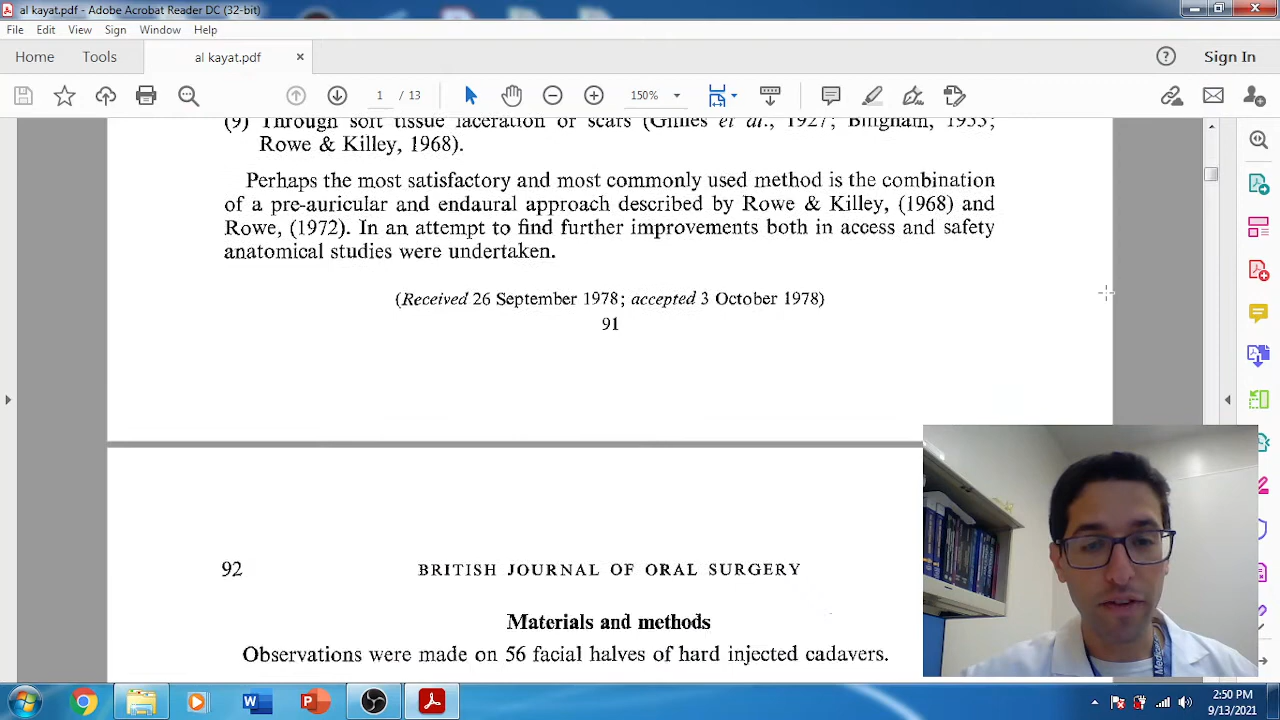 al kayat.pdf - Adobe Acrobat Reader DC (32-bit)
File Edit View Sign Window Help
Home Tools al kayat.pdf × Sign In
1 / 13 150%
(9) Through soft tissue laceration or scars (Gillies et al., 1927; Bingham, 1955;
Rowe & Killey, 1968).
Perhaps the most satisfactory and most commonly used method is the combination
of a pre-auricular and endaural approach described by Rowe & Killey, (1968) and
Rowe, (1972). In an attempt to find further improvements both in access and safety
anatomical studies were undertaken.
(Received 26 September 1978; accepted 3 October 1978)
91
92 BRITISH JOURNAL OF ORAL SURGERY
Materials and methods
Observations were made on 56 facial halves of hard injected cadavers.
2:50 PM
9/13/2021